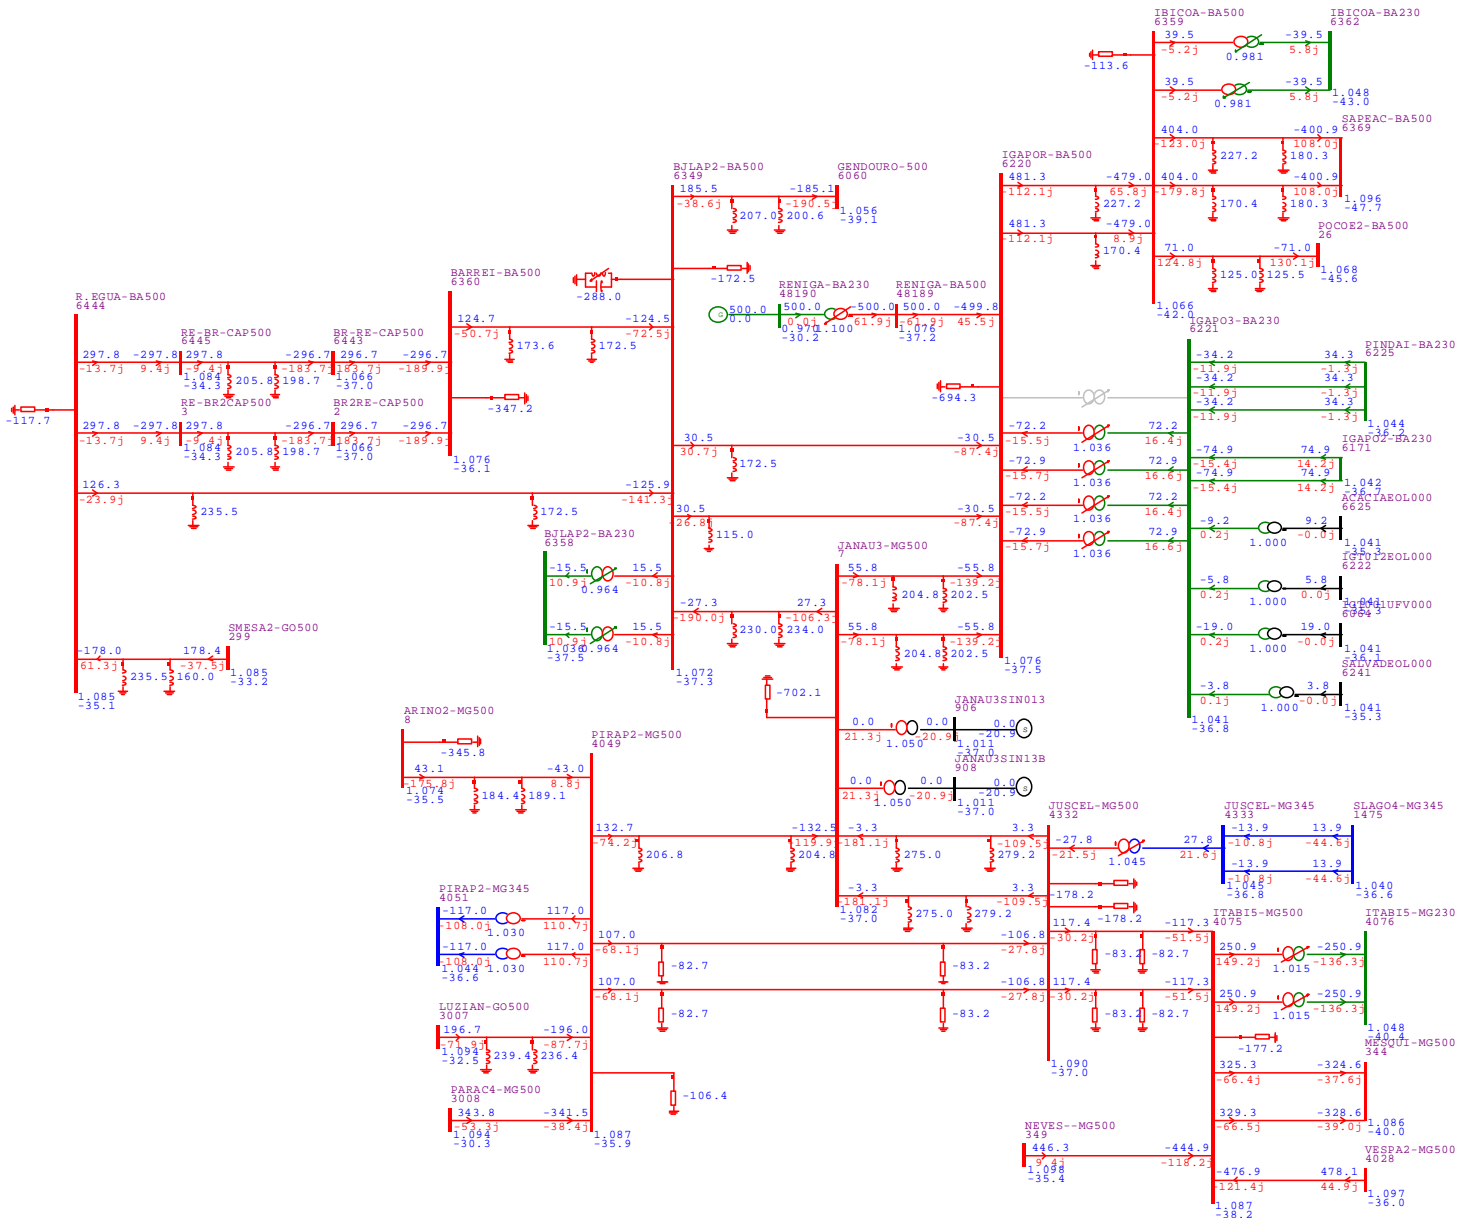 IBICOA-BA500
6359
39.5 -39.5
-5.2j 5.8j
0.981
-113.6
39.5 -39.5
-5.2j 5.8j
0.981
IBICOA-BA230
6362
1.048
-43.0
404.0 -400.9
-123.0j 108.0j
227.2 180.3
404.0 -400.9
-179.8j 108.0j
170.4 180.3
SAPEAC-BA500
6369
1.096
-47.7
71.0 -71.0
124.8j 130.1j
125.0 125.5
POCOE2-BA500
26
1.068
-45.6
1.066
-42.0
IGAPOR-BA500
6220
481.3 -479.0
-112.1j 65.8j
227.2
481.3 -479.0
-112.1j 8.9j
170.4
BJLAP2-BA500
6349
185.5 -185.1
-38.6j -190.5j
207.0 200.6
GENDOURO-500
6060
1.056
-39.1
-172.5
-288.0
RENIGA-BA230
48190
500.0
0.0
500.0 -500.0
0.0j 61.9j
0.970 1.100
-30.2
RENIGA-BA500
48189
500.0 -499.8
-61.9j 45.5j
1.076
-37.2
-694.3
BARREI-BA500
6360
124.7 -124.5
-50.7j -72.5j
173.6 172.5
-347.2
1.076
-36.1
R.EGUA-BA500
6444
297.8 -297.8
-13.7j 9.4j
RE-BR-CAP500
6445
297.8 -296.7
-9.4j -183.7j
1.084
-34.3
205.8 198.7
BR-RE-CAP500
6443
296.7 -296.7
183.7j -189.9j
1.066
-37.0
-117.7
297.8 -297.8
-13.7j 9.4j
RE-BR2CAP500
3
297.8 -296.7
-9.4j -183.7j
1.084
-34.3
205.8 198.7
BR2RE-CAP500
2
296.7 -296.7
183.7j -189.9j
1.066
-37.0
126.3 -125.9
-23.9j -141.3j
235.5 172.5
-178.0 178.4
61.3j -37.5j
235.5 160.0
SMESA2-GO500
299
1.085
-33.2
1.085
-35.1
30.5 -30.5
30.7j -87.4j
172.5
30.5 -30.5
26.8j -87.4j
115.0
BJLAP2-BA230
6358
-15.5 15.5
10.9j -10.8j
0.964
-15.5 15.5
10.9j -10.8j
1.036 0.964
-37.5
-27.3 27.3
-190.0j -106.3j
230.0 234.0
1.072
-37.3
IGAPO3-BA230
6221
-72.2 72.2
-15.5j 16.4j
1.036
-72.9 72.9
-15.7j 16.6j
1.036
-72.2 72.2
-15.5j 16.4j
1.036
-72.9 72.9
-15.7j 16.6j
1.036
PINDAI-BA230
6225
-34.2 34.3
-11.9j -1.3j
-34.2 34.3
-11.9j -1.3j
-34.2 34.3
-11.9j -1.3j
1.044
-36.2
IGAPO2-BA230
6171
-74.9 74.9
-15.4j 14.2j
-74.9 74.9
-15.4j 14.2j
1.042
-36.7
ACACIAEOL000
6625
-9.2 9.2
0.2j -0.0j
1.000
1.041
-35.3
6222
-5.8 5.8
0.2j 0.0j
1.000
1.041
-35.3
-19.0 19.0
0.2j -0.0j
1.000
1.041
-36.1
SALVADEOL000
6241
-3.8 3.8
0.1j -0.0j
1.000
1.041
-35.3
1.041
-36.8
JANAU3-MG500
7
55.8 -55.8
-78.1j -139.2j
204.8 202.5
55.8 -55.8
-78.1j -139.2j
204.8 202.5
1.076
-37.5
-702.1
JANAU3SIN013
906
0.0 0.0 0.0
21.3j -20.9j -20.9
1.050 1.011
-37.0
S
JANAU3SIN13B
908
0.0 0.0 0.0
21.3j -20.9j -20.9
1.050 1.011
-37.0
S
ARINO2-MG500
8
-345.8
43.1 -43.0
-175.8j 8.8j
1.074
-35.5
184.4 189.1
PIRAP2-MG500
4049
132.7 -132.5
-74.2j -119.9j
206.8 204.8
-3.3 3.3
-181.1j -109.5j
275.0 279.2
-3.3 3.3
-181.1j -109.5j
275.0 279.2
1.082
-37.0
JUSCEL-MG500
4332
-27.8 27.8
-21.5j 21.6j
1.045
-178.2
-178.2
JUSCEL-MG345
4333
-13.9 13.9
-10.8j -44.6j
-13.9 13.9
-10.8j -44.6j
1.045
-36.8
SLAGO4-MG345
1475
1.040
-36.6
PIRAP2-MG345
4051
-117.0 117.0
-108.0j 110.7j
1.030
-117.0 117.0
-108.0j 110.7j
1.044 1.030
-36.6
107.0 -106.8
-68.1j -27.8j
-82.7 -83.2
107.0 -106.8
-68.1j -27.8j
-82.7 -83.2
117.4 -117.3
-30.2j -51.5j
-83.2 -82.7
117.4 -117.3
-30.2j -51.5j
-83.2 -82.7
1.090
-37.0
ITABI5-MG500
4075
250.9 -250.9
149.2j -136.3j
1.015
250.9 -250.9
149.2j -136.3j
1.015
ITABI5-MG230
4076
1.048
-40.4
-177.2
MESQUI-MG500
344
325.3 -324.6
-66.4j -37.6j
329.3 -328.6
-66.5j -39.0j
1.086
-40.0
LUZIAN-GO500
3007
196.7 -196.0
-71.9j -87.7j
1.094
-32.5
239.4 236.4
-106.4
PARAC4-MG500
3008
343.8 -341.5
-53.3j -38.4j
1.094
-30.3
1.087
-35.9
NEVES--MG500
349
446.3 -444.9
9.4j -118.2j
1.098
-35.4
VESPA2-MG500
4028
-476.9 478.1
-121.4j 44.9j
1.097
-36.0
1.087
-38.2